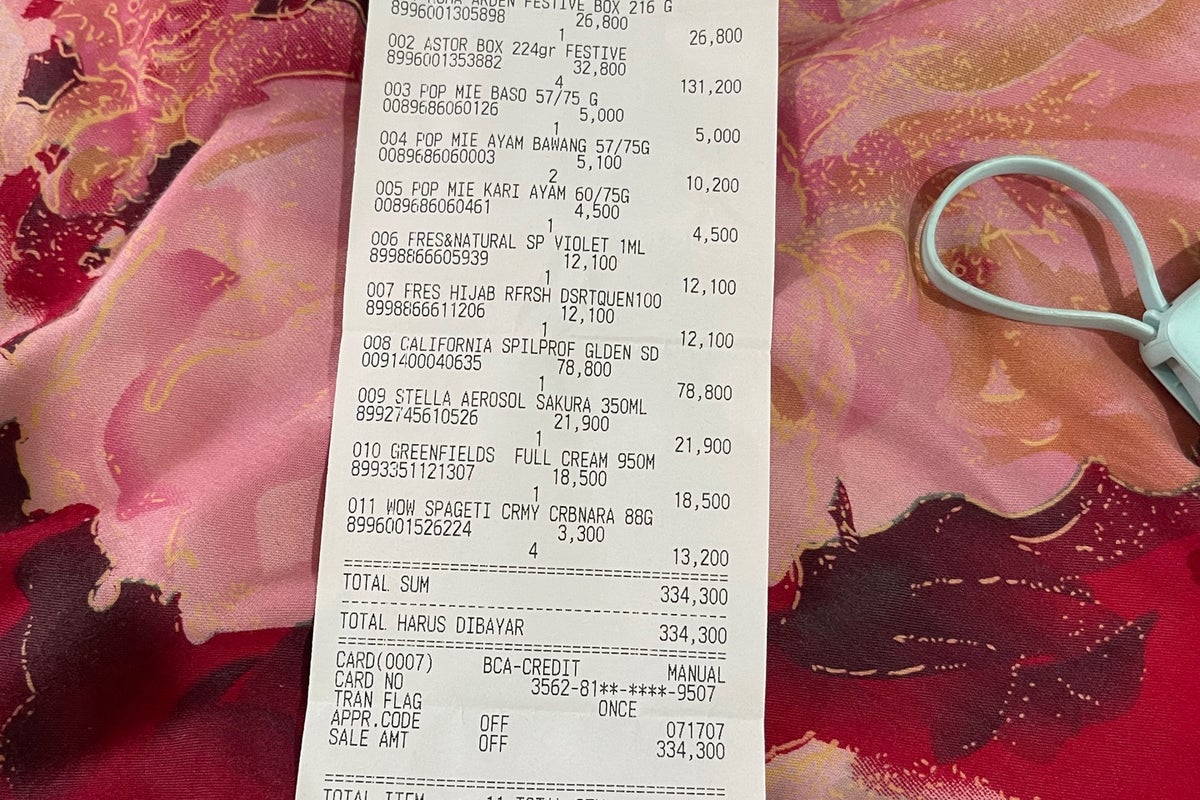 ARDEN FESTIVE BOX 216 G
8996001305898 26,800
1 26,800
002 ASTOR BOX 224gr FESTIVE
8996001353882 32,800
4 131,200
003 POP MIE BASO 57/75 G
0089686060126 5,000
1 5,000
004 POP MIE AYAM BAWANG 57/75G
0089686060003 5,100
2 10,200
005 POP MIE KARI AYAM 60/75G
0089686060461 4,500
1 4,500
006 FRES&NATURAL SP VIOLET 1ML
8998866605939 12,100
1 12,100
007 FRES HIJAB RFRSH DSRTQUEN100
8998866611206 12,100
1 12,100
008 CALIFORNIA SPILPROF GLDEN SD
0091400040635 78,800
1 78,800
009 STELLA AEROSOL SAKURA 350ML
8992745610526 21,900
1 21,900
010 GREENFIELDS FULL CREAM 950M
8993351121307 18,500
1 18,500
011 WOW SPAGETI CRMY CRBNARA 88G
8996001526224 3,300
4 13,200
TOTAL SUM 334,300
TOTAL HARUS DIBAYAR 334,300
CARD(0007) BCA-CREDIT MANUAL
CARD NO 3562-81**-****-9507
TRAN FLAG ONCE
APPR.CODE OFF 071707
SALE AMT OFF 334,300
TOTAL ITEM 11 TOTAL